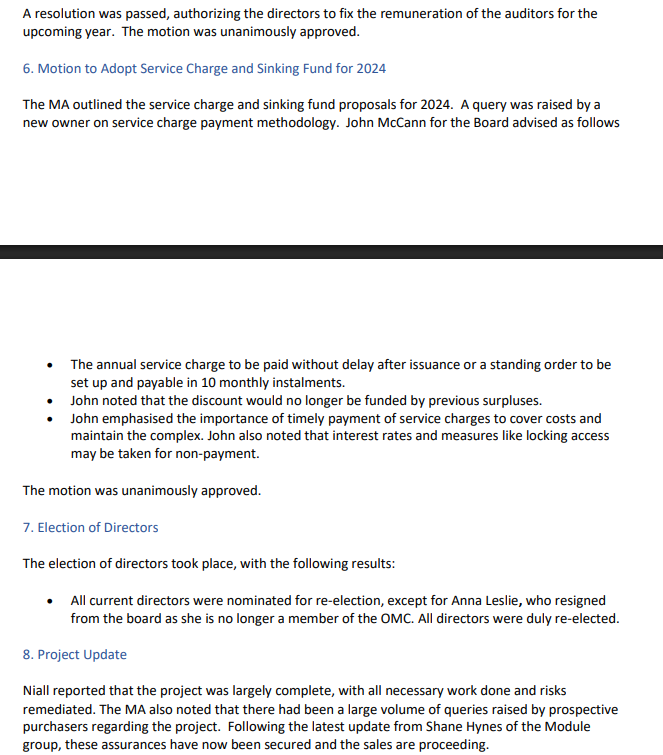 A resolution was passed, authorizing the directors to fix the remuneration of the auditors for the
upcoming year.  The motion was unanimously approved.
6. Motion to Adopt Service Charge and Sinking Fund for 2024
The MA outlined the service charge and sinking fund proposals for 2024.  A query was raised by a
new owner on service charge payment methodology.  John McCann for the Board advised as follows
• The annual service charge to be paid without delay after issuance or a standing order to be
set up and payable in 10 monthly instalments.
• John noted that the discount would no longer be funded by previous surpluses.
• John emphasised the importance of timely payment of service charges to cover costs and
maintain the complex. John also noted that interest rates and measures like locking access
may be taken for non-payment.
The motion was unanimously approved.
7. Election of Directors
The election of directors took place, with the following results:
• All current directors were nominated for re-election, except for Anna Leslie, who resigned
from the board as she is no longer a member of the OMC. All directors were duly re-elected.
8. Project Update
Niall reported that the project was largely complete, with all necessary work done and risks
remediated. The MA also noted that there had been a large volume of queries raised by prospective
purchasers regarding the project.  Following the latest update from Shane Hynes of the Module
group, these assurances have now been secured and the sales are proceeding.